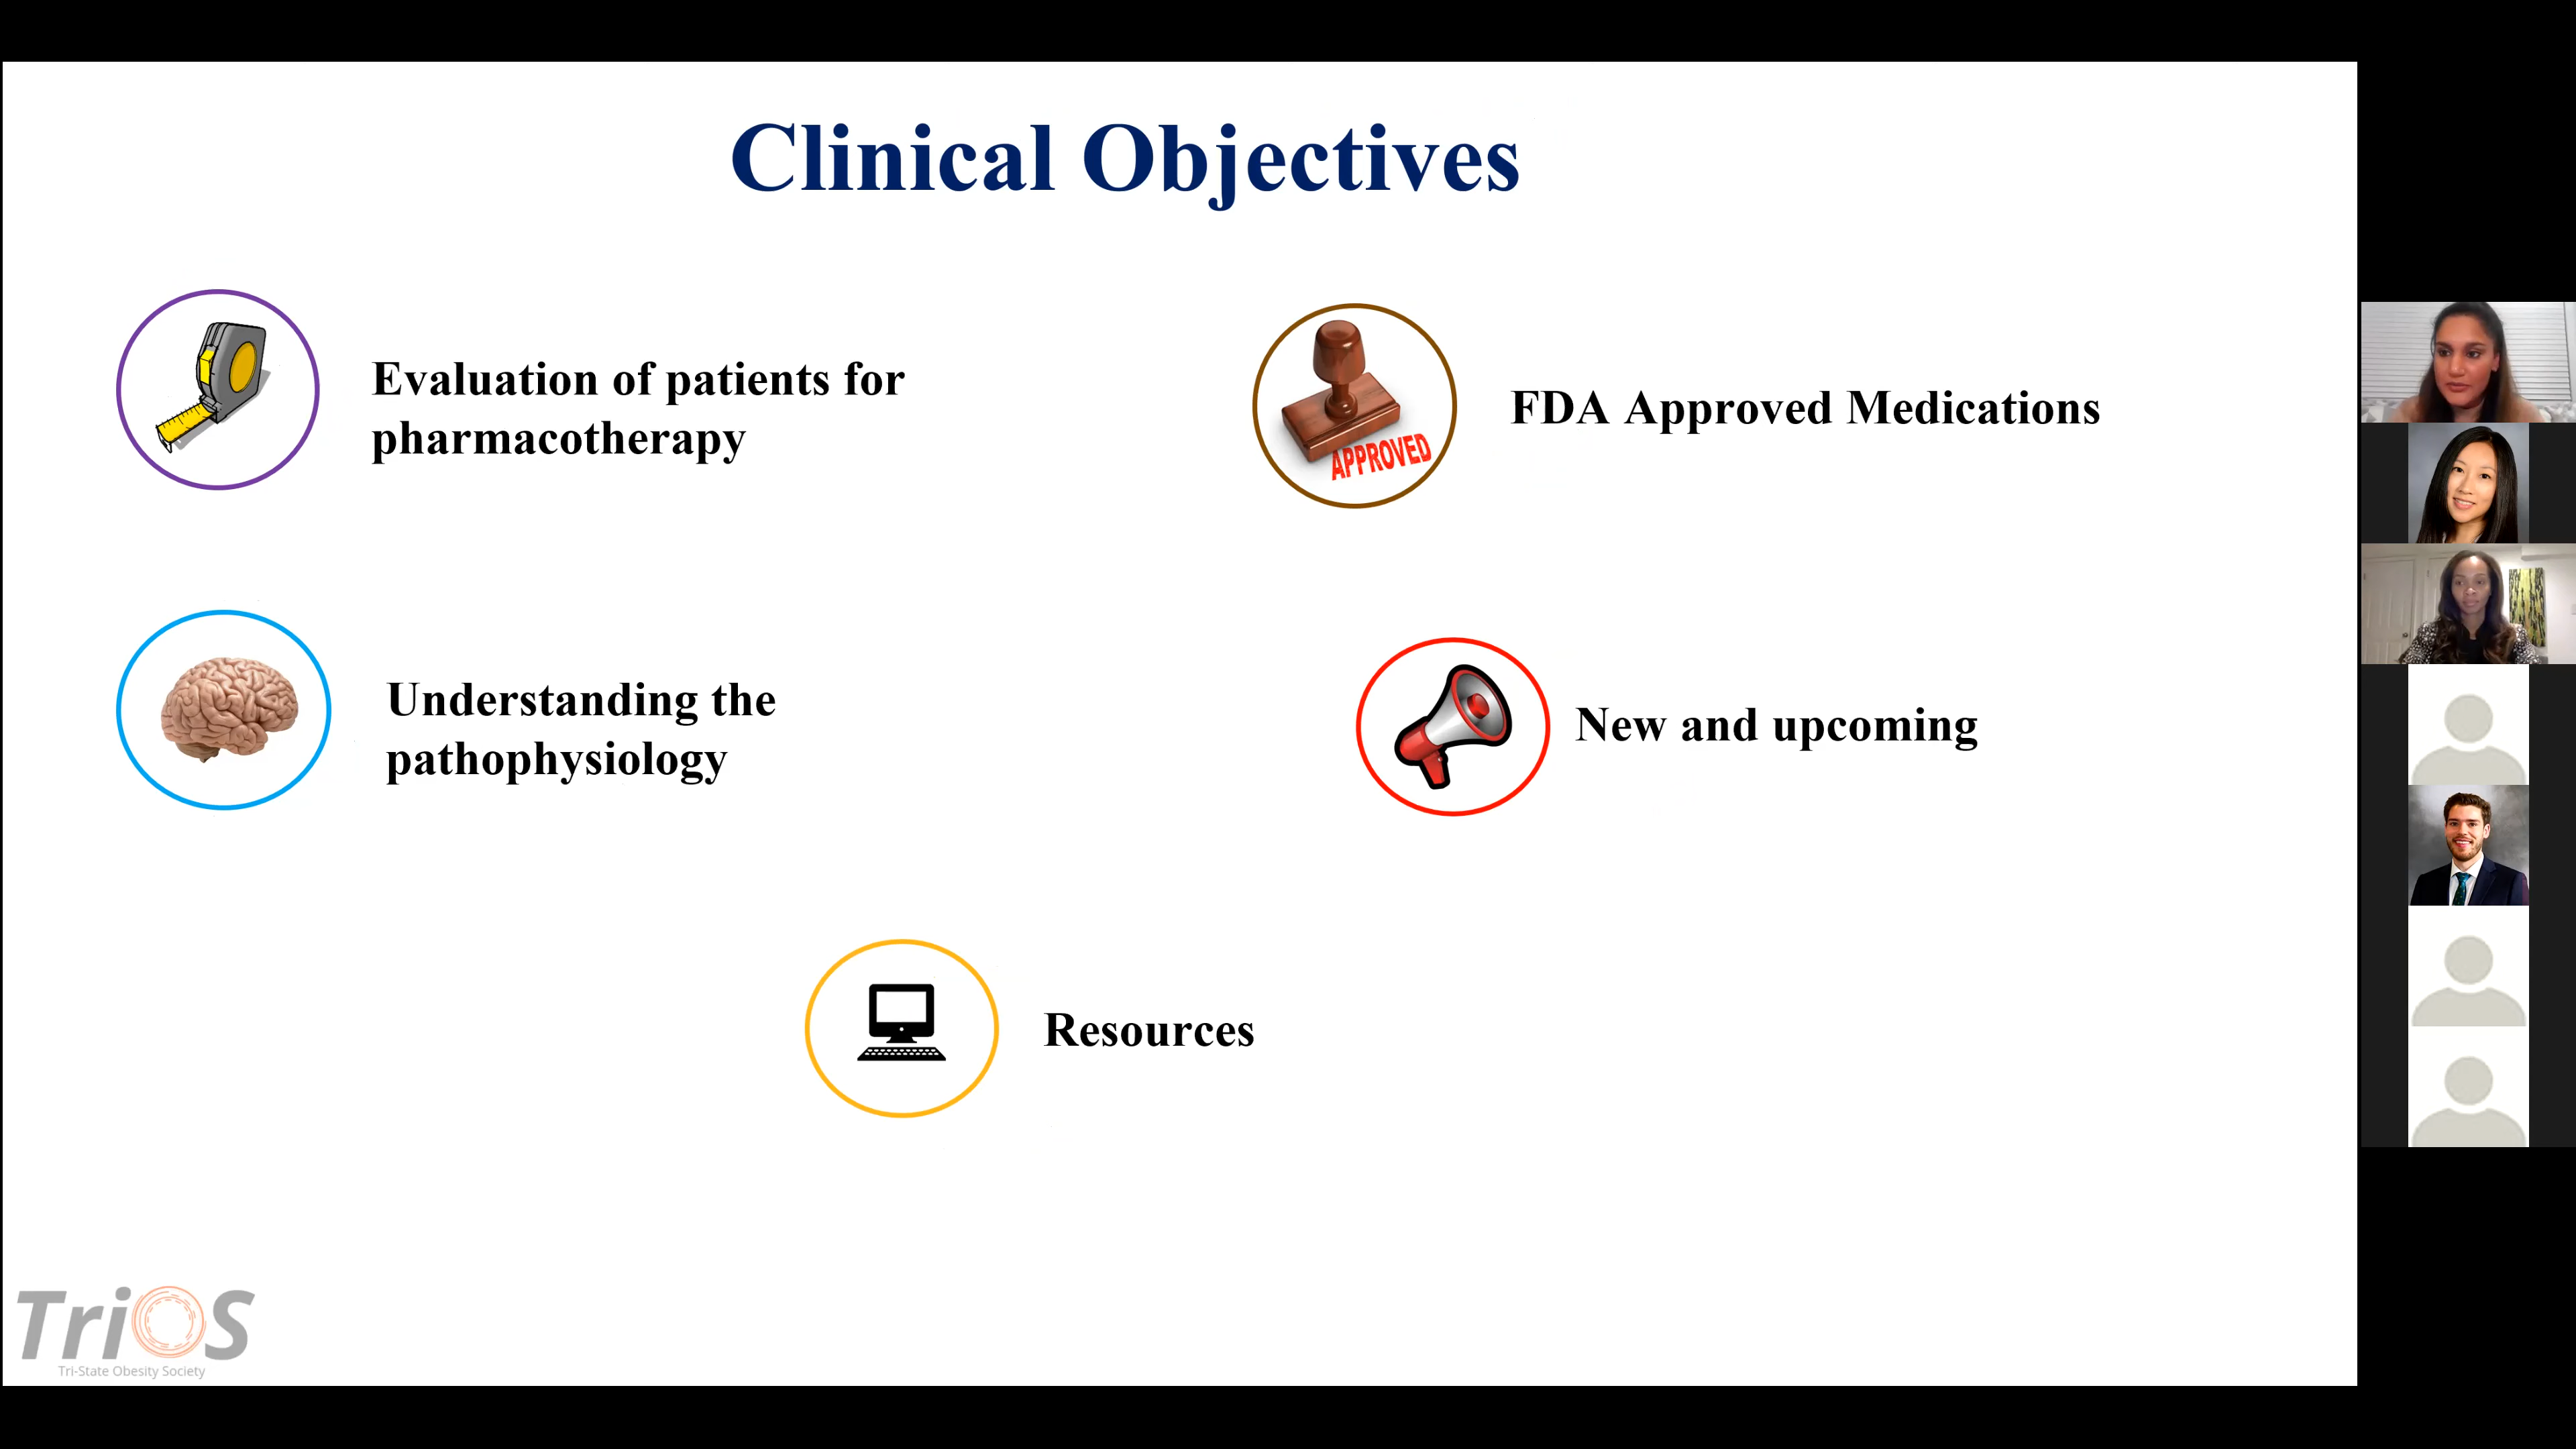 Clinical Objectives
Evaluation of patients for
pharmacotherapy
APPROVED
FDA Approved Medications
Understanding the
pathophysiology
New and upcoming
Resources
TriOS
Tri-State Obesity Society